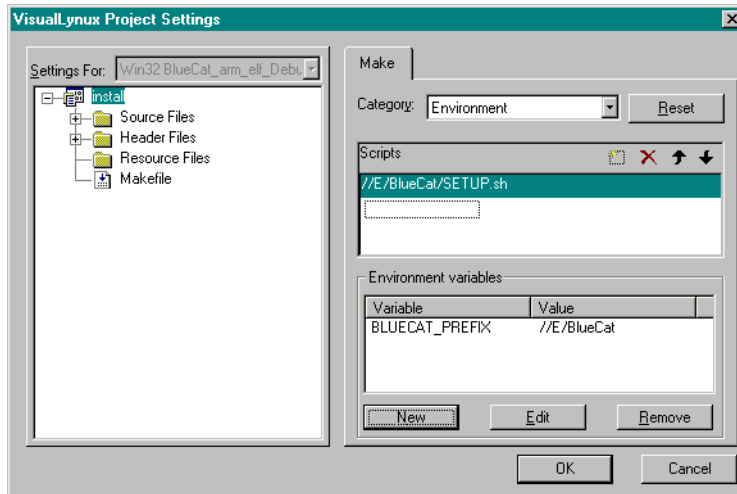 VisualLynux Project Settings
Settings For: Win32 BlueCat_arm_elf_Debu
install
Source Files
Header Files
Resource Files
Makefile
Make
Category: Environment
Reset
Scripts
//E/BlueCat/SETUP.sh
Environment variables
Variable Value
BLUECAT_PREFIX //E/BlueCat
New Edit Remove
OK Cancel